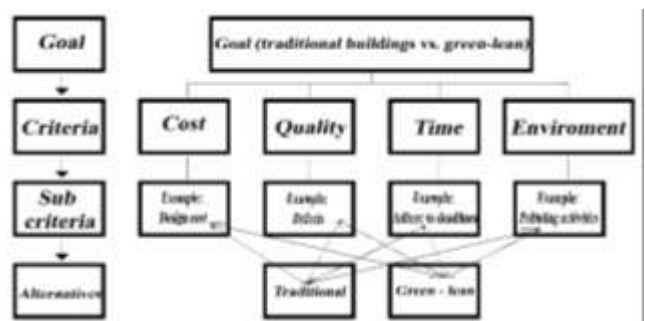 Goal
Goal (traditional buildings vs. green-lean)
Criteria
Cost
Quality
Time
Enviroment
Sub
criteria
Example:
Design cost
Example:
Defects
Example:
Adhere to deadlines
Example:
Polluting activities
Alternatives
Traditional
Green - lean